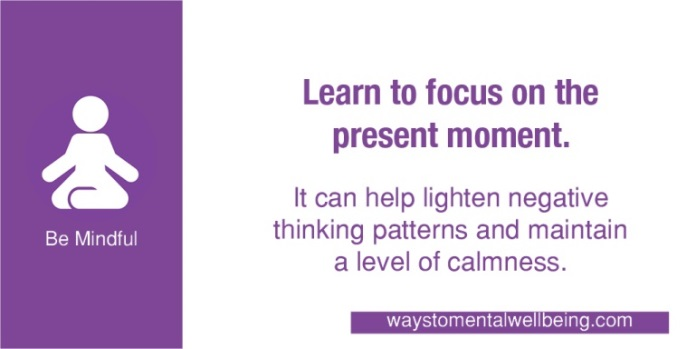 Be Mindful
Learn to focus on the
present moment.
It can help lighten negative
thinking patterns and maintain
a level of calmness.
waystomentalwellbeing.com